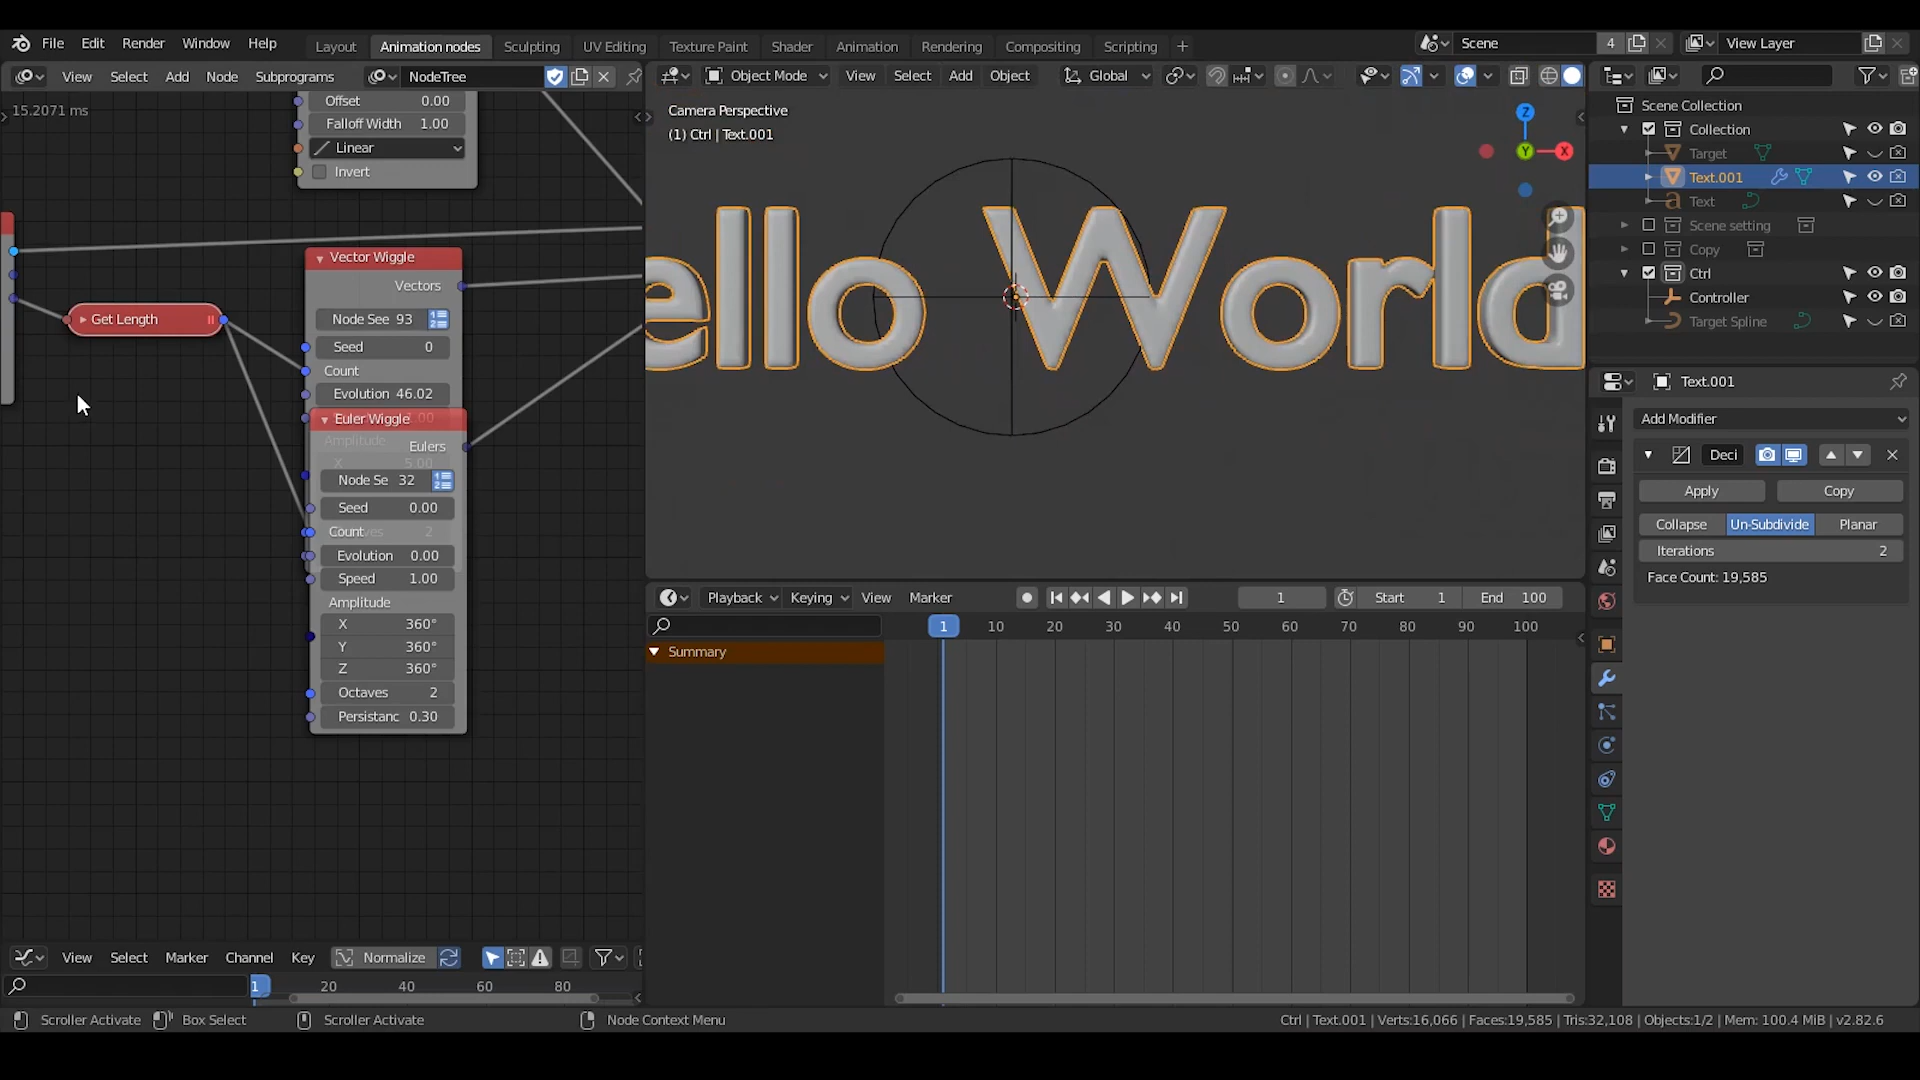 File Edit Render Window Help Layout Animation nodes Sculpting UV Editing Texture Paint Shader Animation Rendering Compositing Scripting + Scene 4 View Layer
View Select Add Node Subprograms NodeTree
15.2071 ms
Offset 0.00
Falloff Width 1.00
Linear
Invert
Get Length
Vector Wiggle
Vectors
Node See 93
Seed 0
Count
Evolution 46.02
Euler Wiggle
Eulers
Node Se 32
Seed 0.00
Count
Evolution 0.00
Speed 1.00
Amplitude
X 360°
Y 360°
Z 360°
Octaves 2
Persistanc 0.30
Object Mode View Select Add Object Global
Camera Perspective
(1) Ctrl | Text.001
Z
Y
X
ello World
Playback Keying View Marker 1 Start 1 End 100
1 10 20 30 40 50 60 70 80 90 100
Summary
Scene Collection
Collection
Target
Text.001
Text
Scene setting
Copy
Ctrl
Controller
Target Spline
Text.001
Add Modifier
Deci
Apply Copy
Collapse Un-Subdivide Planar
Iterations 2
Face Count: 19,585
View Select Marker Channel Key Normalize
1 20 40 60 80
Scroller Activate Box Select Scroller Activate Node Context Menu
Ctrl | Text.001 | Verts:16,066 | Faces:19,585 | Tris:32,108 | Objects:1/2 | Mem: 100.4 MiB | v2.82.6